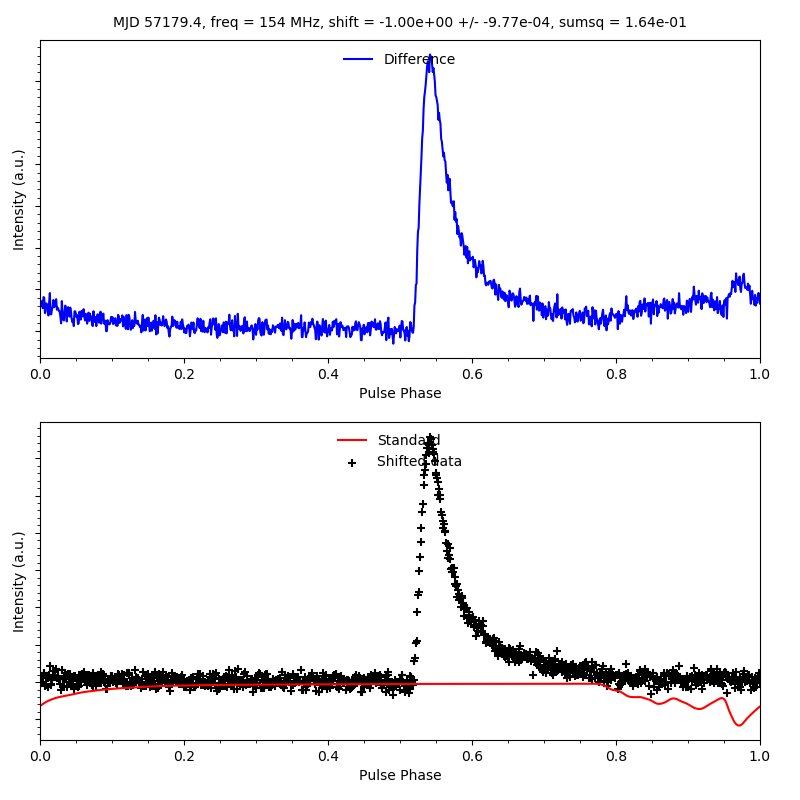 MJD 57179.4, freq = 154 MHz, shift = -1.00e+00 +/- -9.77e-04, sumsq = 1.64e-01
Difference
Intensity (a.u.)
0.0 0.2 0.4 0.6 0.8 1.0
Pulse Phase
Standard
Shifted data
Intensity (a.u.)
0.0 0.2 0.4 0.6 0.8 1.0
Pulse Phase